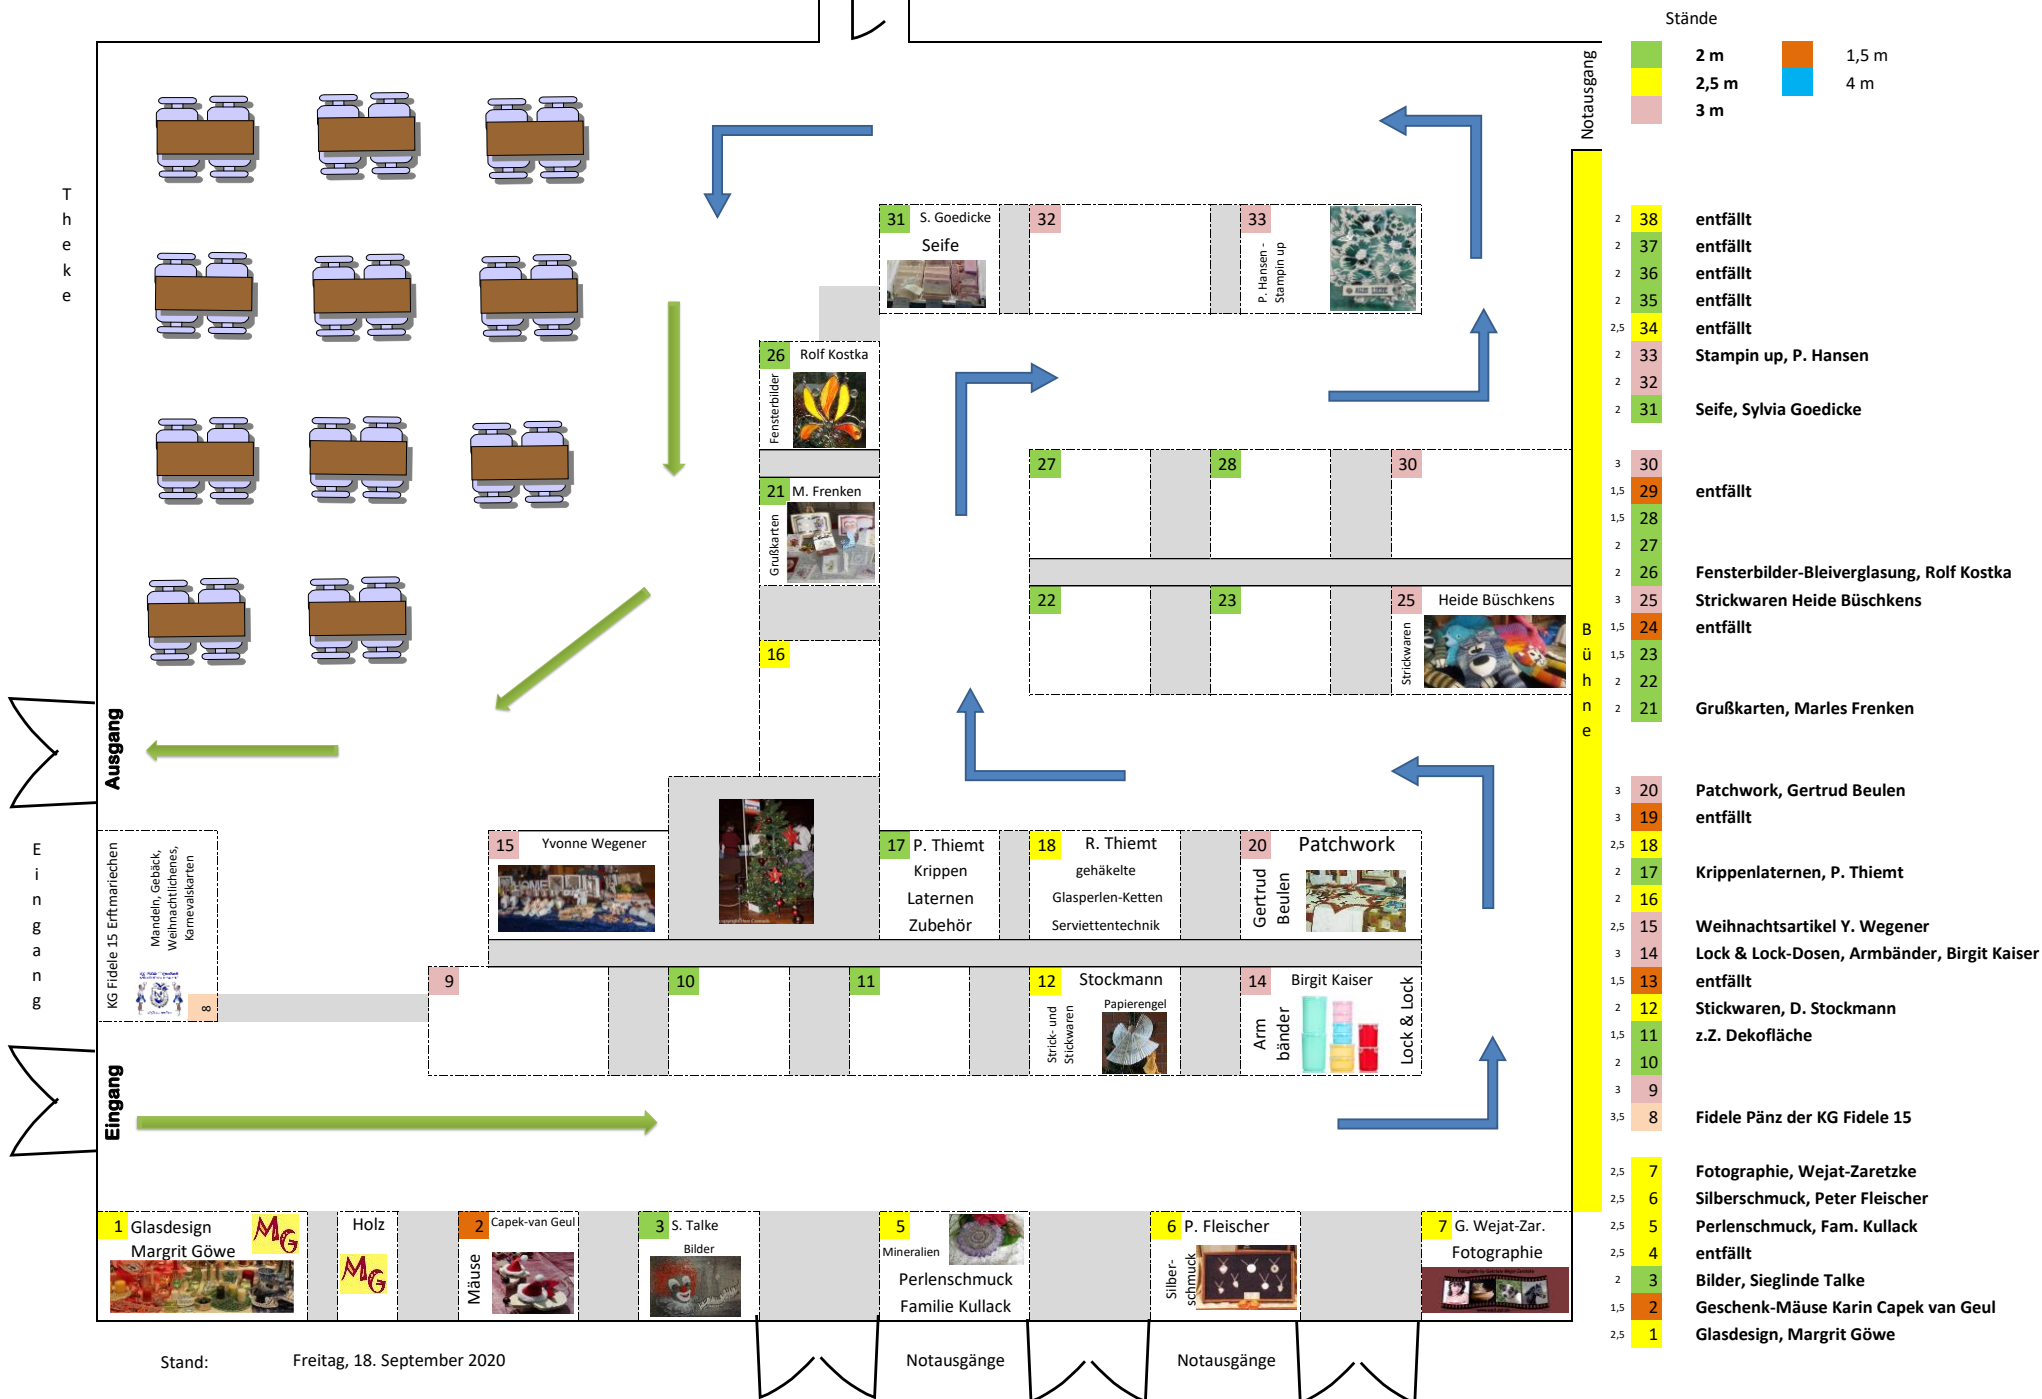 Stände
2 m
1,5 m
2,5 m
4 m
3 m
Notausgang
Theke
31 S. Goedicke
Seife
32
33
P. Hansen -
Stampin up
ALLES LIEBE
26 Rolf Kostka
Fensterbilder
21 M. Frenken
Grußkarten
27
28
30
22
23
25 Heide Büschkens
Strickwaren
16
Bühne
Ausgang
Eingang
Eingang
KG Fidele 15 Erftmariechen
Mandeln, Gebäck,
Weihnachtlichenes,
Karnevalskarten
8
15 Yvonne Wegener
HOME
17 P. Thiemt
Krippen
Laternen
Zubehör
18 R. Thiemt
gehäkelte
Glasperlen-Ketten
Serviettentechnik
20 Patchwork
Gertrud
Beulen
9
10
11
12 Stockmann
Papierengel
Strick- und
Stickwaren
14 Birgit Kaiser
Arm
bänder
Lock & Lock
1 Glasdesign
Margrit Göwe
MG
Holz
MG
2 Capek-van Geul
Mäuse
3 S. Talke
Bilder
5
Mineralien
Perlenschmuck
Familie Kullack
6 P. Fleischer
Silber-
schmuck
7 G. Wejat-Zar.
Fotographie
Notausgänge
Notausgänge
Stand: Freitag, 18. September 2020
2 38 entfällt
2 37 entfällt
2 36 entfällt
2 35 entfällt
2,5 34 entfällt
2 33 Stampin up, P. Hansen
2 32
2 31 Seife, Sylvia Goedicke
3 30
1,5 29 entfällt
1,5 28
2 27
2 26 Fensterbilder-Bleiverglasung, Rolf Kostka
3 25 Strickwaren Heide Büschkens
1,5 24 entfällt
1,5 23
2 22
2 21 Grußkarten, Marles Frenken
3 20 Patchwork, Gertrud Beulen
3 19 entfällt
2,5 18
2 17 Krippenlaternen, P. Thiemt
2 16
2,5 15 Weihnachtsartikel Y. Wegener
3 14 Lock & Lock-Dosen, Armbänder, Birgit Kaiser
1,5 13 entfällt
2 12 Stickwaren, D. Stockmann
1,5 11 z.Z. Dekofläche
2 10
3 9
3,5 8 Fidele Pänz der KG Fidele 15
2,5 7 Fotographie, Wejat-Zaretzke
2,5 6 Silberschmuck, Peter Fleischer
2,5 5 Perlenschmuck, Fam. Kullack
2,5 4 entfällt
2 3 Bilder, Sieglinde Talke
1,5 2 Geschenk-Mäuse Karin Capek van Geul
2,5 1 Glasdesign, Margrit Göwe